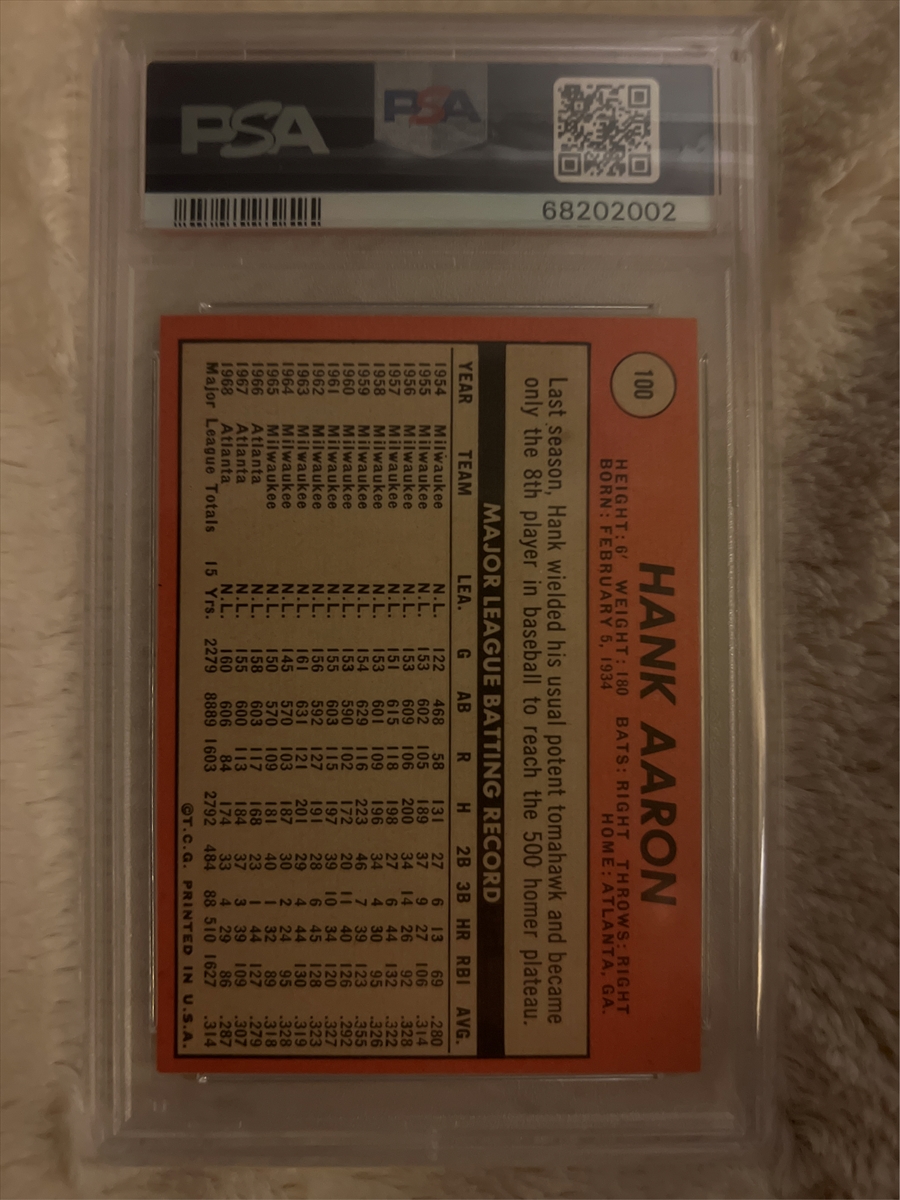 PSA
PSA
68202002
100
HANK AARON
HEIGHT: 6' WEIGHT: 180 BATS: RIGHT THROWS: RIGHT
BORN: FEBRUARY 5, 1934 HOME: ATLANTA, GA.
Last season, Hank wielded his usual potent tomahawk and became
only the 8th player in baseball to reach the 500 homer plateau.
MAJOR LEAGUE BATTING RECORD
YEAR TEAM LEA. G AB R H 2B 3B HR RBI AVG.
1954 Milwaukee N.L. 122 468 58 131 27 6 13 69 .280
1955 Milwaukee N.L. 153 602 105 189 37 9 27 106 .314
1956 Milwaukee N.L. 153 609 106 200 34 14 26 92 .328
1957 Milwaukee N.L. 151 615 118 198 27 6 44 132 .322
1958 Milwaukee N.L. 153 601 109 196 34 4 30 95 .326
1959 Milwaukee N.L. 154 629 116 223 46 7 39 123 .355
1960 Milwaukee N.L. 153 590 102 172 20 11 40 126 .292
1961 Milwaukee N.L. 155 603 115 197 39 10 34 120 .327
1962 Milwaukee N.L. 156 592 127 191 28 6 45 128 .323
1963 Milwaukee N.L. 161 631 121 201 29 4 44 130 .319
1964 Milwaukee N.L. 145 570 103 187 30 2 24 95 .328
1965 Milwaukee N.L. 150 570 109 181 40 1 32 89 .318
1966 Atlanta N.L. 158 603 117 168 23 1 44 127 .279
1967 Atlanta N.L. 155 600 113 184 37 3 39 109 .307
1968 Atlanta N.L. 160 606 84 174 33 4 29 86 .287
Major League Totals 15 Yrs. 2279 8889 1603 2792 484 88 510 1627 .314
©T.C.G. PRINTED IN U.S.A.